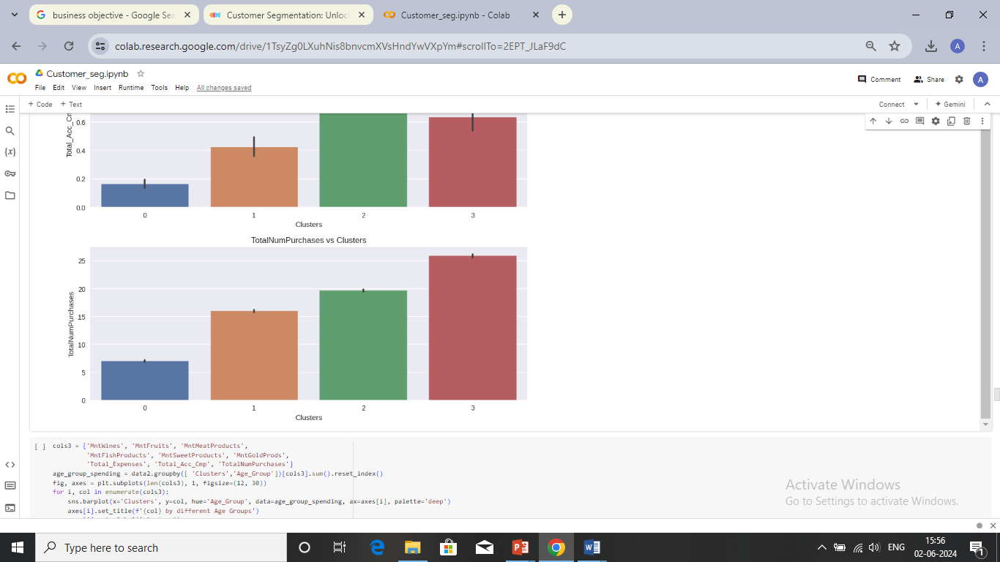 business objective - Google Sea
Customer Segmentation: Unloc
Customer_seg.ipynb - Colab
colab.research.google.com/drive/1TsyZg0LXuhNis8bnvcmXVsHndYwVXpYm#scrollTo=2EPT_JLaF9dC
A
Customer_seg.ipynb
Comment
Share
A
File Edit View Insert Runtime Tools Help All changes saved
+ Code + Text
Connect
Gemini
Total_Acc_Cm
0.6
0.4
0.2
0.0
0 1 2 3
Clusters
TotalNumPurchases vs Clusters
TotalNumPurchases
25
20
15
10
5
0
0 1 2 3
Clusters
[ ] cols3 = ['MntWines', 'MntFruits', 'MntMeatProducts',
'MntFishProducts', 'MntSweetProducts', 'MntGoldProds',
'Total_Expenses', 'Total_Acc_Cmp', 'TotalNumPurchases']
age_group_spending = data2.groupby([ 'Clusters','Age_Group'])[cols3].sum().reset_index()
fig, axes = plt.subplots(len(cols3), 1, figsize=(12, 30))
for i, col in enumerate(cols3):
sns.barplot(x='Clusters', y=col, hue='Age_Group', data=age_group_spending, ax=axes[i], palette='deep')
axes[i].set_title(f'{col} by different Age Groups')
Activate Windows
Go to Settings to activate Windows.
Type here to search
ENG
15:56
02-06-2024
1